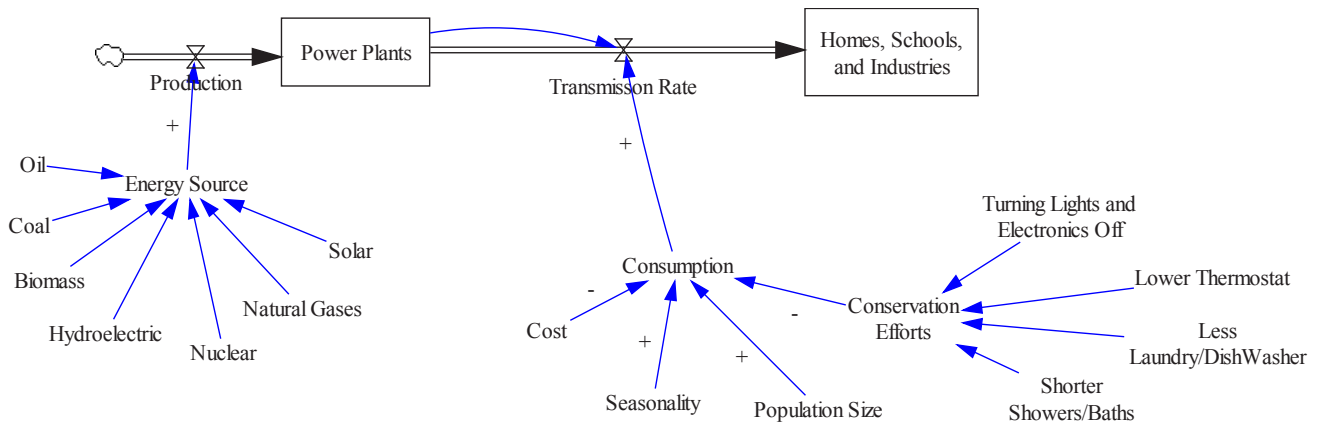 Power Plants
Homes, Schools,
and Industries
Production
Transmisson Rate
+
+
Oil
Energy Source
Coal
Biomass
Hydroelectric
Nuclear
Natural Gases
Solar
Turning Lights and
Electronics Off
Consumption
Lower Thermostat
-
Cost
-
Conservation
Efforts
Less
Laundry/DishWasher
+
+
Seasonality
Population Size
Shorter
Showers/Baths